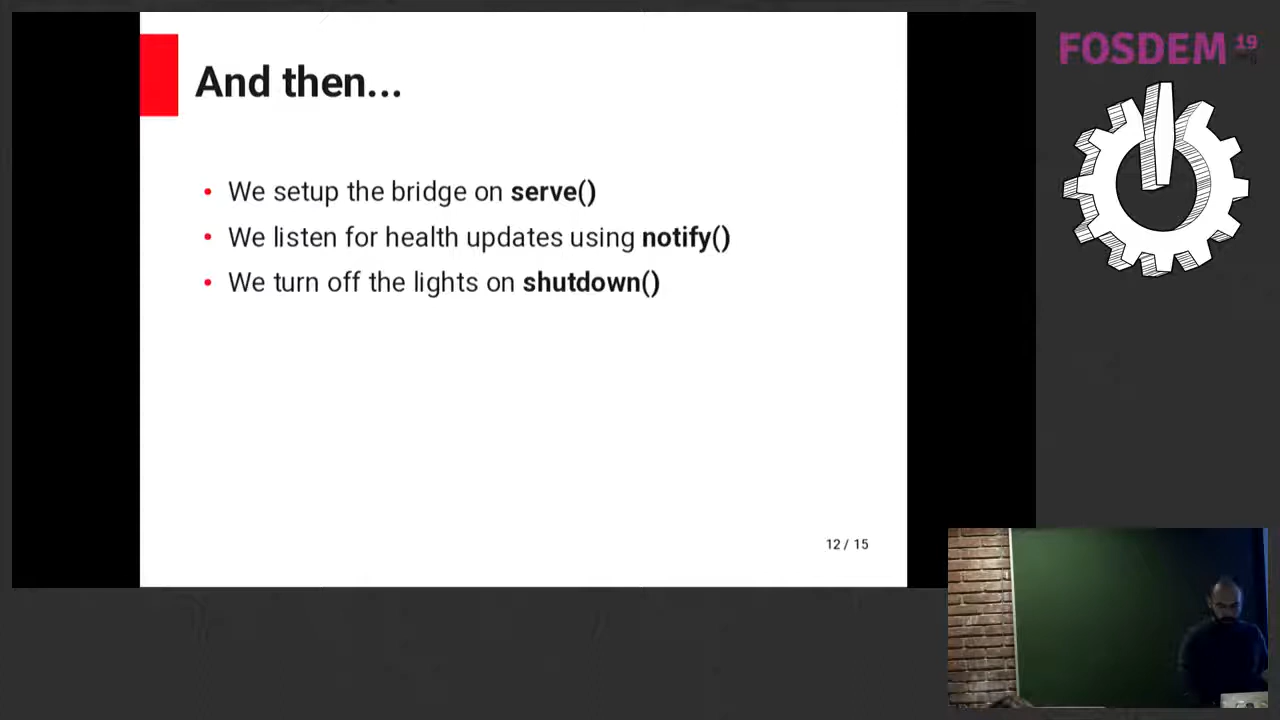 And then...
• We setup the bridge on serve()
• We listen for health updates using notify()
• We turn off the lights on shutdown()
12 / 15
FOSDEM 19